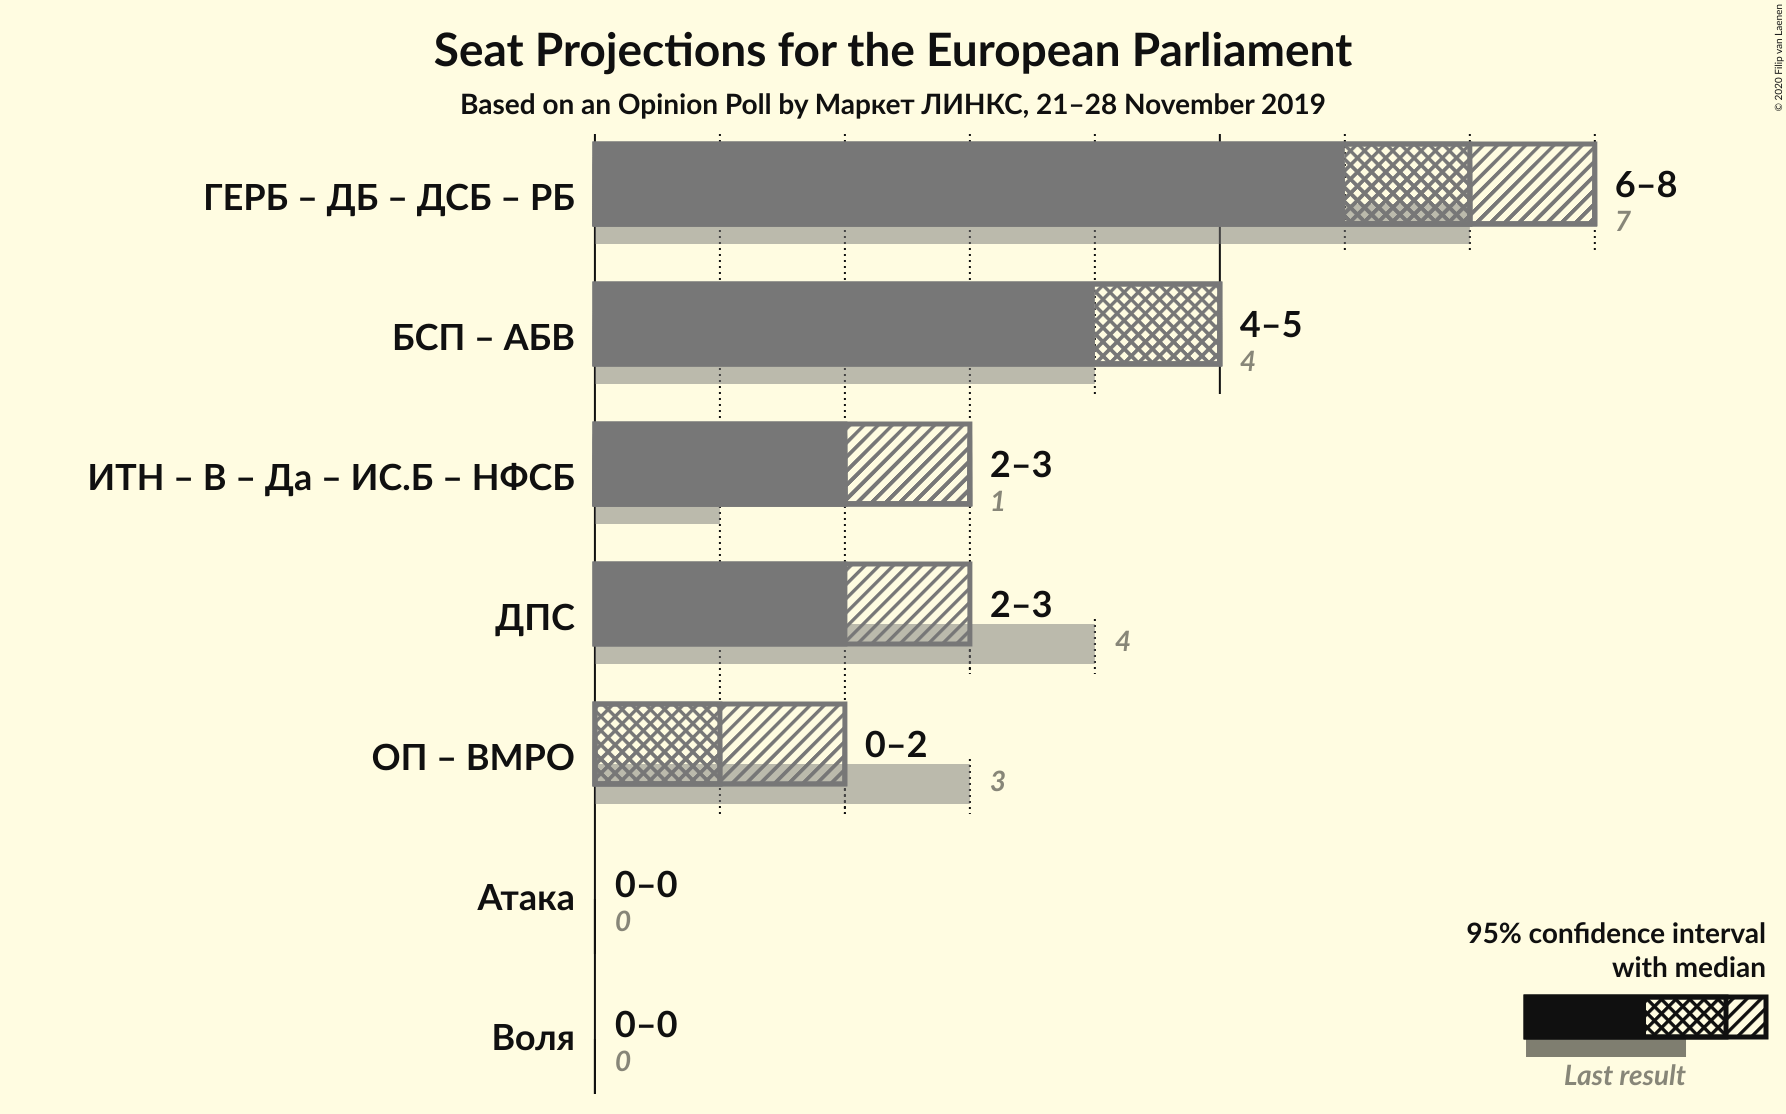 Seat Projections for the European Parliament
Based on an Opinion Poll by Маркет ЛИНКС, 21–28 November 2019
© 2020 Filip van Laenen
ГЕРБ – ДБ – ДСБ – РБ
6–8
7
БСП – АБВ
4–5
4
ИТН – В – Да – ИС.Б – НФСБ
2–3
1
ДПС
2–3
4
ОП – ВМРО
0–2
3
Атака
0–0
0
Воля
0–0
0
95% confidence interval
with median
Last result